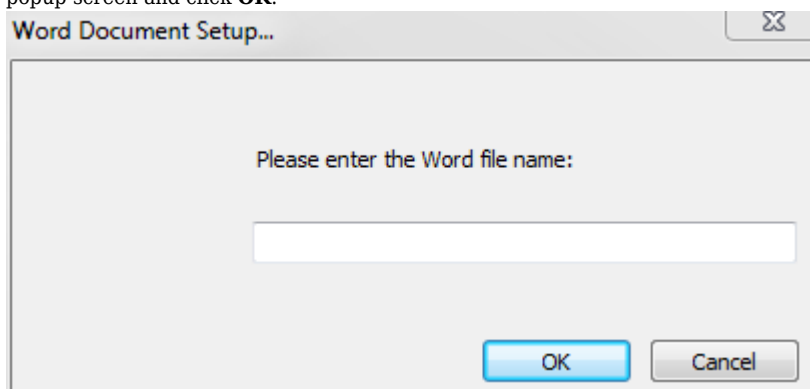 popup screen and click OK.
Word Document Setup...
Please enter the Word file name:
OK Cancel